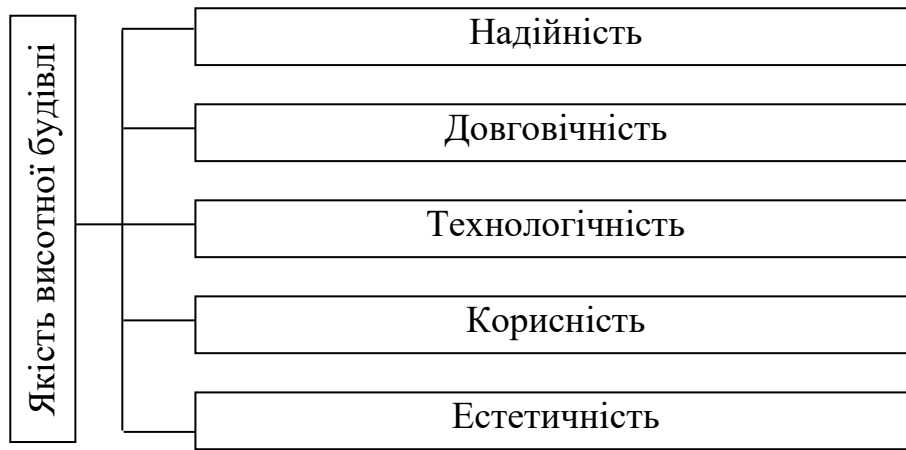 Якість висотної будівлі
Надійність
Довговічність
Технологічність
Корисність
Естетичність